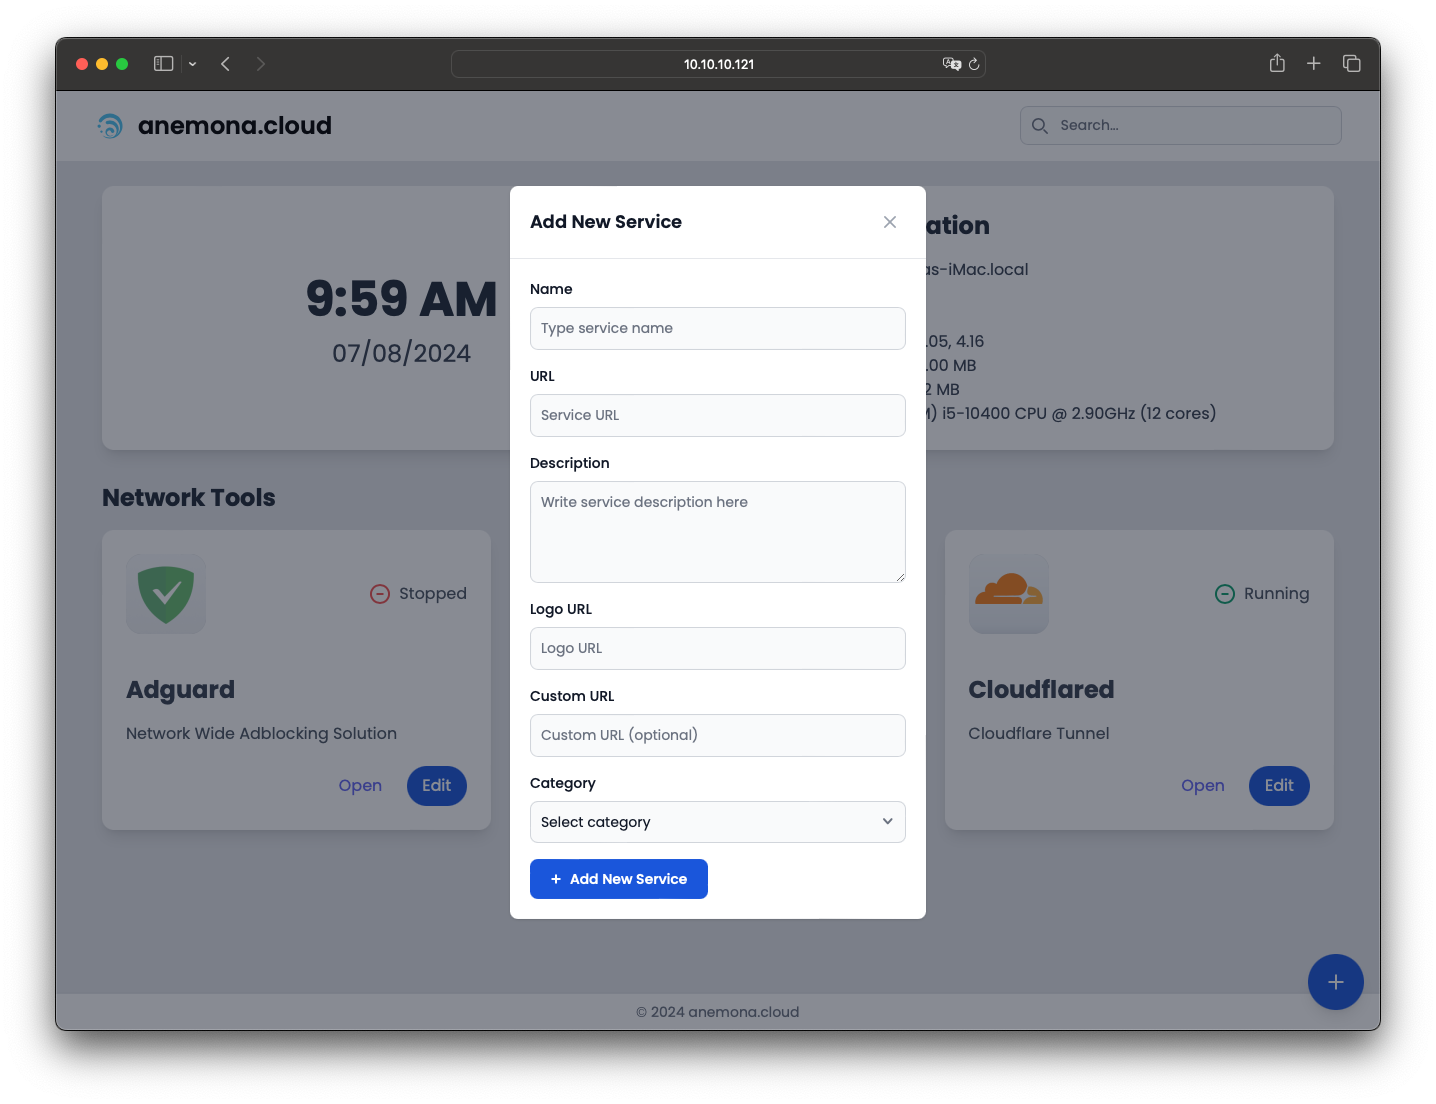 10.10.10.121
anemona.cloud
Search...
Add New Service
Name
Type service name
URL
Service URL
Description
Write service description here
Logo URL
Logo URL
Custom URL
Custom URL (optional)
Category
Select category
+ Add New Service
9:59 AM
07/08/2024
ation
as-iMac.local
.05, 4.16
.00 MB
2 MB
) i5-10400 CPU @ 2.90GHz (12 cores)
Network Tools
Stopped
Adguard
Network Wide Adblocking Solution
Open Edit
Running
Cloudflared
Cloudflare Tunnel
Open Edit
© 2024 anemona.cloud